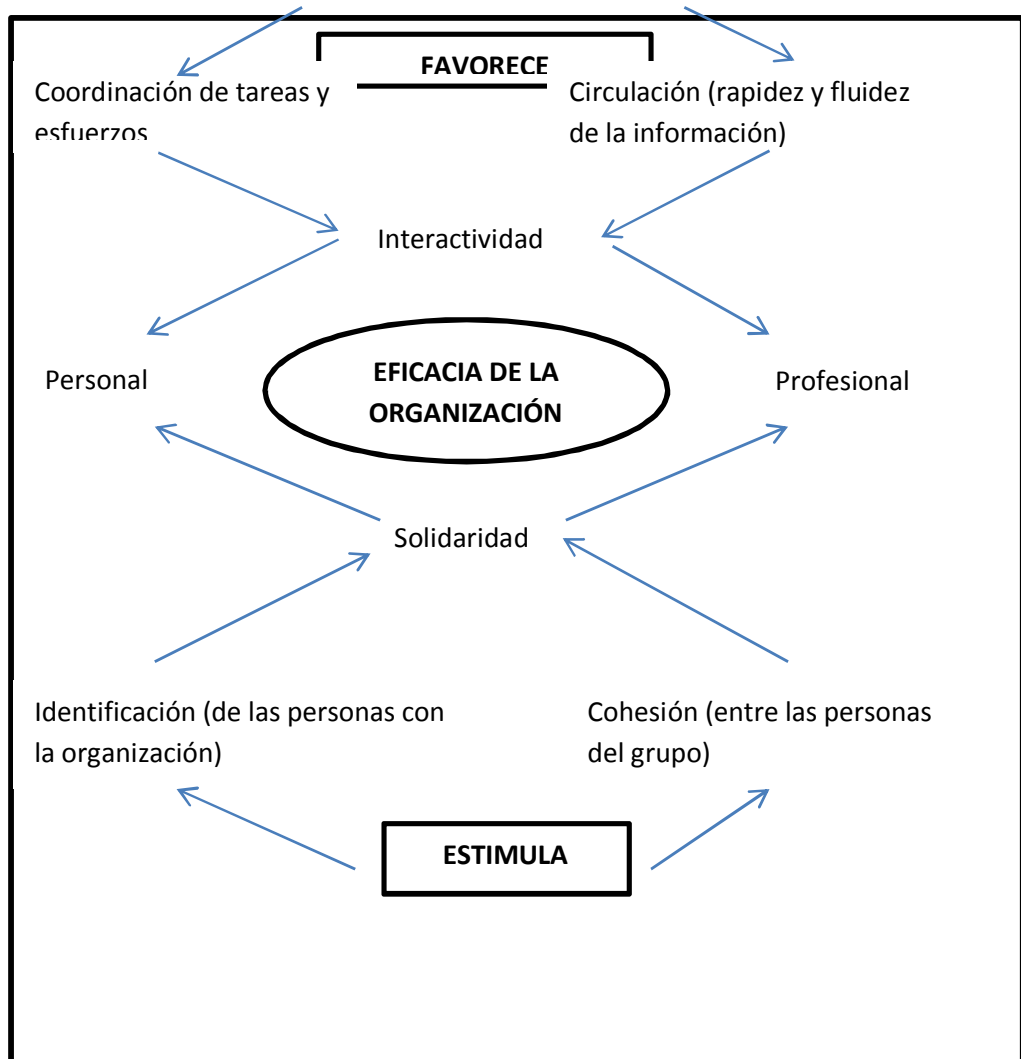 FAVORECE
Coordinación de tareas y
esfuerzos
Circulación (rapidez y fluidez
de la información)
Interactividad
Personal
EFICACIA DE LA
ORGANIZACIÓN
Profesional
Solidaridad
Identificación (de las personas con
la organización)
Cohesión (entre las personas
del grupo)
ESTIMULA